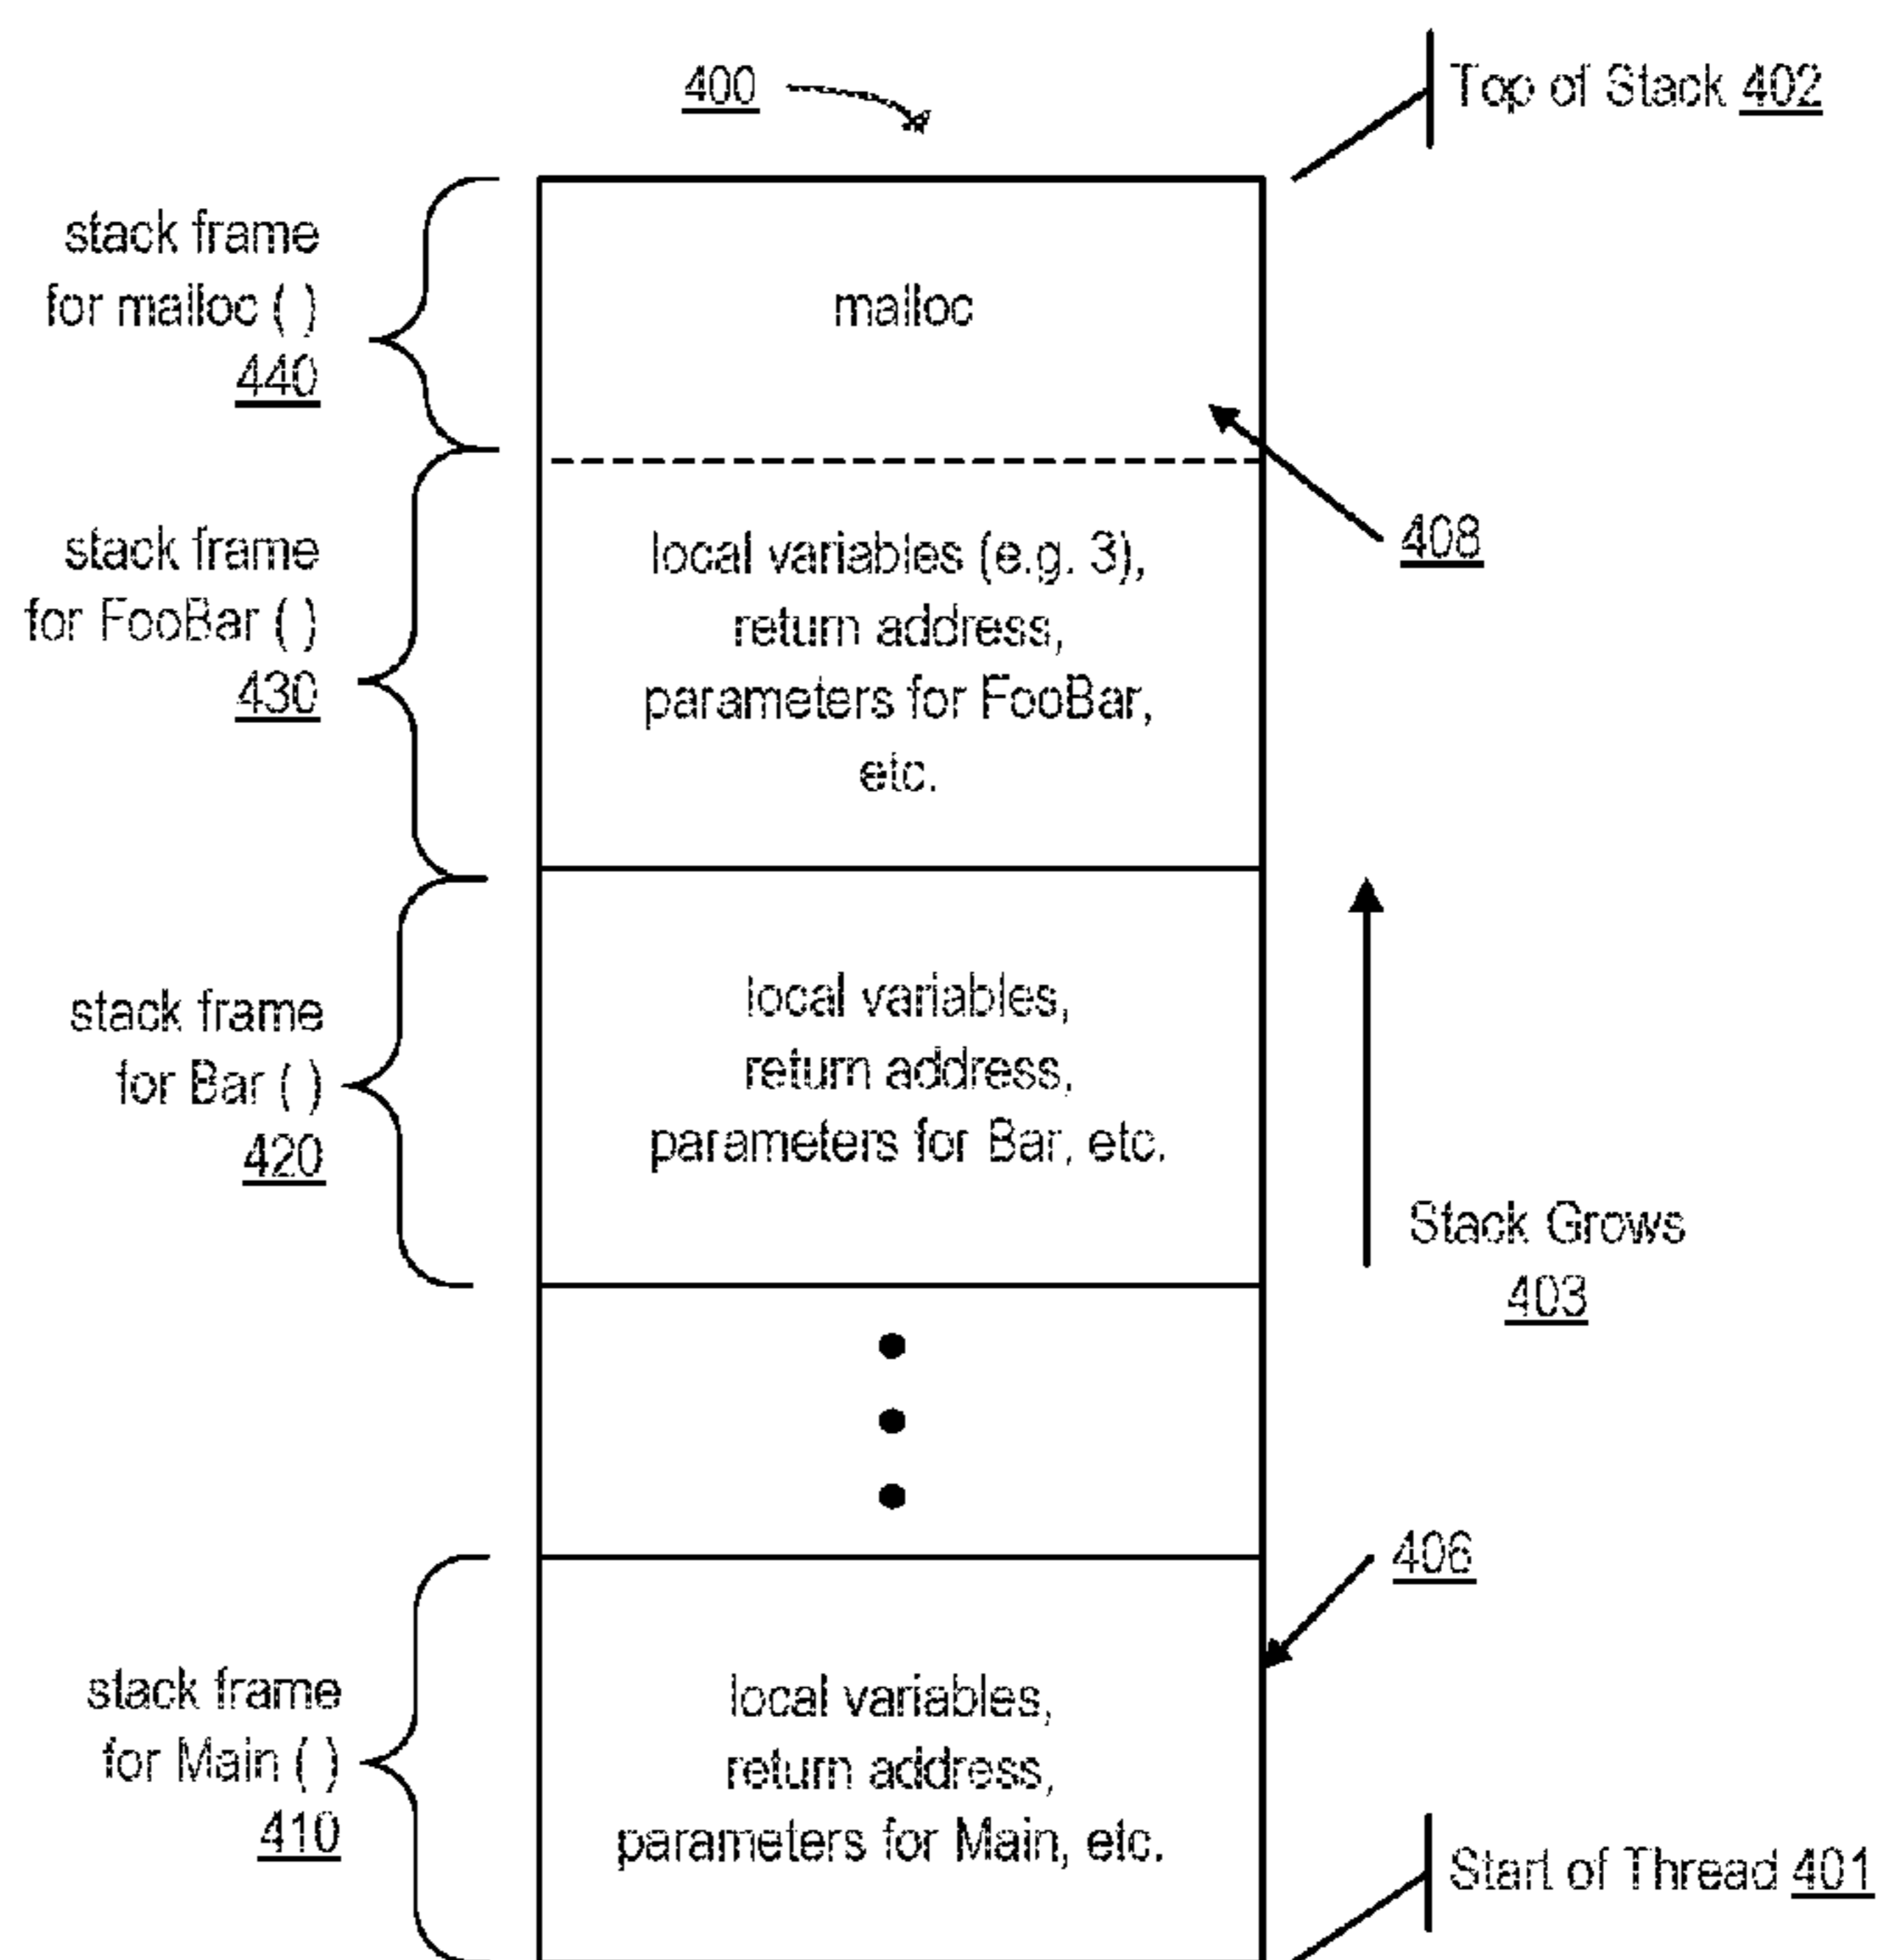 400
Top of Stack 402
stack frame
for malloc ( )
440
malloc
408
stack frame
for FooBar ( )
430
local variables (e.g. 3),
return address,
parameters for FooBar,
etc.
stack frame
for Bar ( )
420
local variables,
return address,
parameters for Bar, etc.
Stack Grows
403
406
stack frame
for Main ( )
410
local variables,
return address,
parameters for Main, etc.
Start of Thread 401